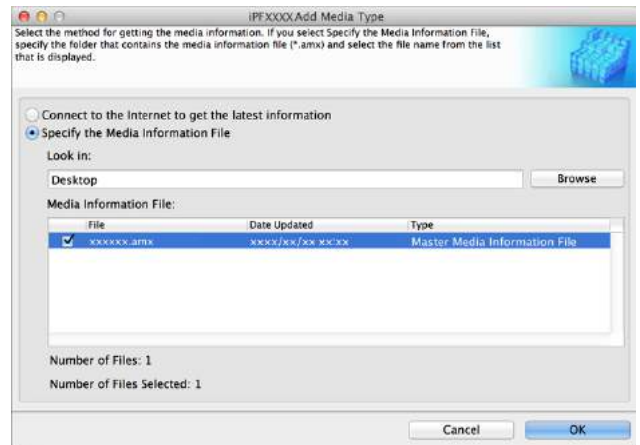 iPFXXXX Add Media Type
Select the method for getting the media information. If you select Specify the Media Information File,
specify the folder that contains the media information file (*.amx) and select the file name from the list
that is displayed.
Connect to the Internet to get the latest information
Specify the Media Information File
Look in:
Desktop Browse
Media Information File:
File Date Updated Type
xxxxxx.amx xxxx/xx/xx xx:xx Master Media Information File
Number of Files: 1
Number of Files Selected: 1
Cancel OK